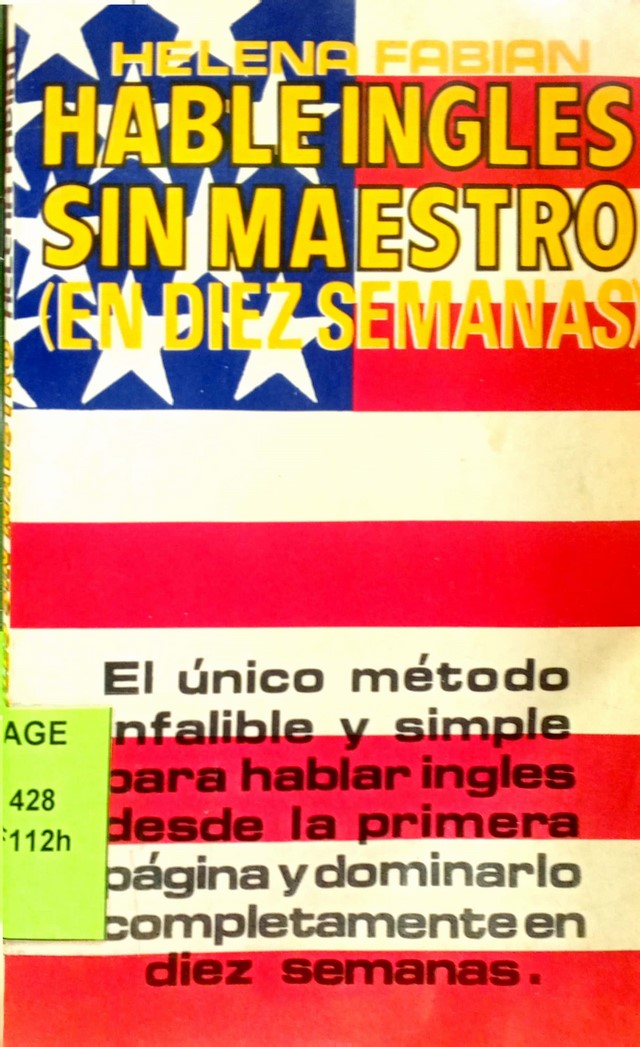 HELENA FABIAN
HABLE INGLES
SIN MAESTRO
(EN DIEZ SEMANAS)
El único método
nfalible y simple
para hablar ingles
desde la primera
página y dominarlo
completamente en
diez semanas.
AGE
428
112h